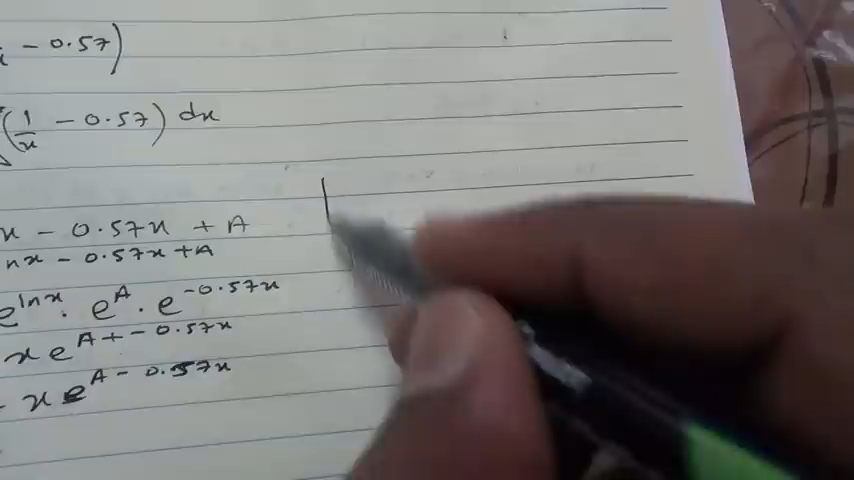 x - 0.57)
(1/x - 0.57) dx
x - 0.57x + A
nx - 0.57x + A
e^lnx . e^A . e^-0.57x
x e^A + - 0.57x
x e^A - 0.57x